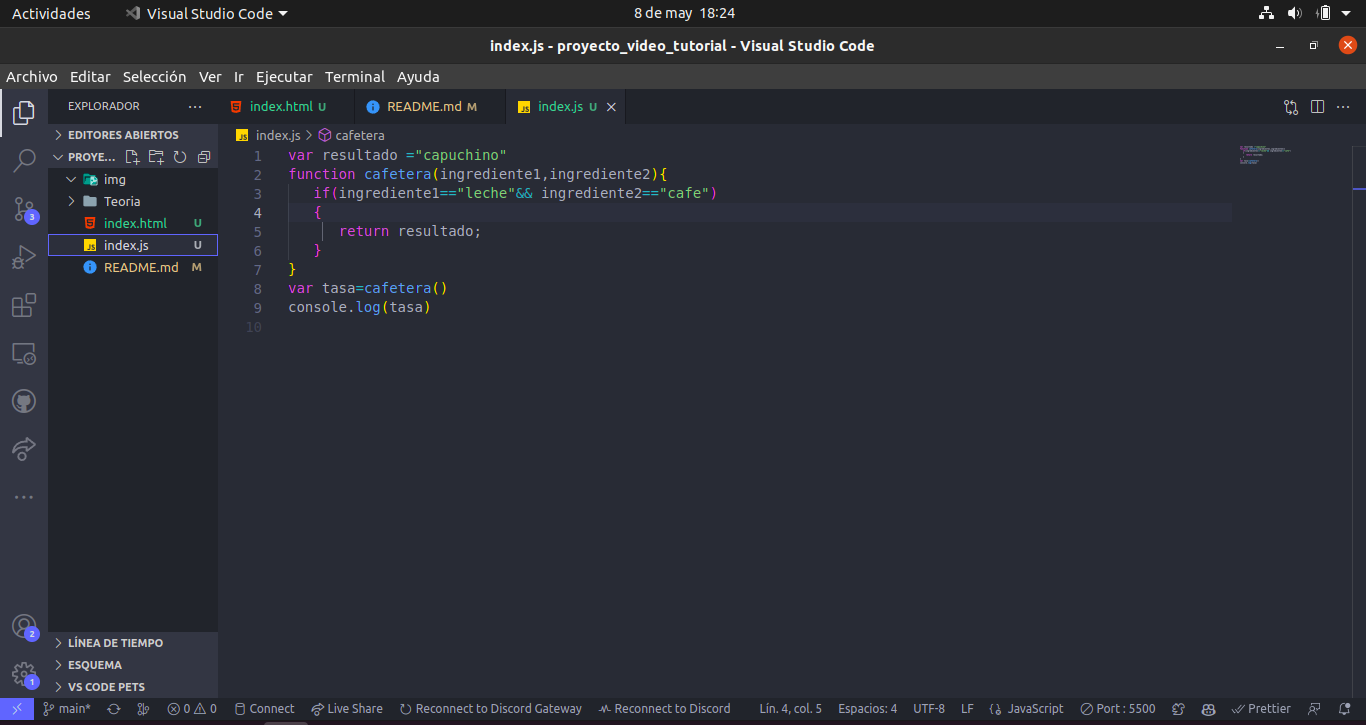 Actividades
Visual Studio Code
8 de may 18:24
index.js - proyecto_video_tutorial - Visual Studio Code
Archivo Editar Selección Ver Ir Ejecutar Terminal Ayuda
EXPLORADOR
index.html U
README.md M
index.js U
EDITORES ABIERTOS
PROYE...
img
Teoria
index.html U
index.js U
README.md M
3
index.js > cafetera
1 var resultado ="capuchino"
2 function cafetera(ingrediente1,ingrediente2){
3 if(ingrediente1=="leche"&& ingrediente2=="cafe")
4 {
5 return resultado;
6 }
7 }
8 var tasa=cafetera()
9 console.log(tasa)
10
2
1
LÍNEA DE TIEMPO
ESQUEMA
VS CODE PETS
main* 0 0 Connect Live Share Reconnect to Discord Gateway Reconnect to Discord Lín. 4, col. 5 Espacios: 4 UTF-8 LF JavaScript Port : 5500 Prettier